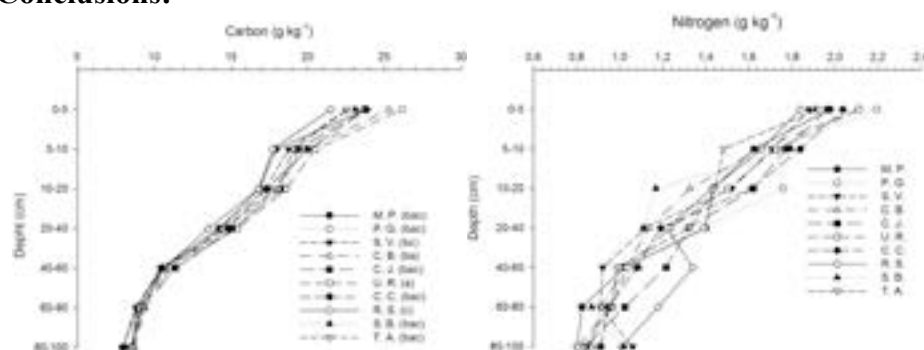 Conclusions:
Carbon (g kg-1)
5 10 15 20 25 30
Depth (cm)
0-5
5-10
10-20
20-40
40-60
60-80
80-100
M.P. (bac)
P.G. (bac)
S.V.
C.B.
C.J. (bac)
U.R. (a)
C.C. (bac)
R.S. (c)
S.B. (bac)
T.A. (bac)
Nitrogen (g kg-1)
0,6 0,8 1,0 1,2 1,4 1,6 1,8 2,0 2,2
Depth (cm)
0-5
5-10
10-20
20-40
40-60
60-80
80-100
M.P.
P.G.
S.V.
C.B.
C.J.
U.R.
C.C.
R.S.
S.B.
T.A.